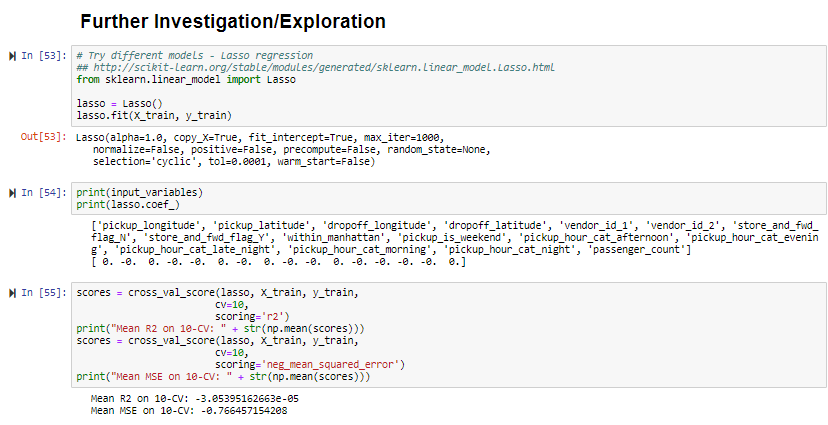 Further Investigation/Exploration
In [53]: # Try different models - Lasso regression
## http://scikit-learn.org/stable/modules/generated/sklearn.linear_model.Lasso.html
from sklearn.linear_model import Lasso
lasso = Lasso()
lasso.fit(X_train, y_train)
Out[53]: Lasso(alpha=1.0, copy_X=True, fit_intercept=True, max_iter=1000,
normalize=False, positive=False, precompute=False, random_state=None,
selection='cyclic', tol=0.0001, warm_start=False)
In [54]: print(input_variables)
print(lasso.coef_)
['pickup_longitude', 'pickup_latitude', 'dropoff_longitude', 'dropoff_latitude', 'vendor_id_1', 'vendor_id_2', 'store_and_fwd_
flag_N', 'store_and_fwd_flag_Y', 'within_manhattan', 'pickup_is_weekend', 'pickup_hour_cat_afternoon', 'pickup_hour_cat_evenin
g', 'pickup_hour_cat_late_night', 'pickup_hour_cat_morning', 'pickup_hour_cat_night', 'passenger_count']
[ 0. -0.  0. -0. -0.  0. -0.  0. -0. -0.  0. -0. -0. -0. -0.  0.]
In [55]: scores = cross_val_score(lasso, X_train, y_train,
cv=10,
scoring='r2')
print("Mean R2 on 10-CV: " + str(np.mean(scores)))
scores = cross_val_score(lasso, X_train, y_train,
cv=10,
scoring='neg_mean_squared_error')
print("Mean MSE on 10-CV: " + str(np.mean(scores)))
Mean R2 on 10-CV: -3.05395162663e-05
Mean MSE on 10-CV: -0.766457154208